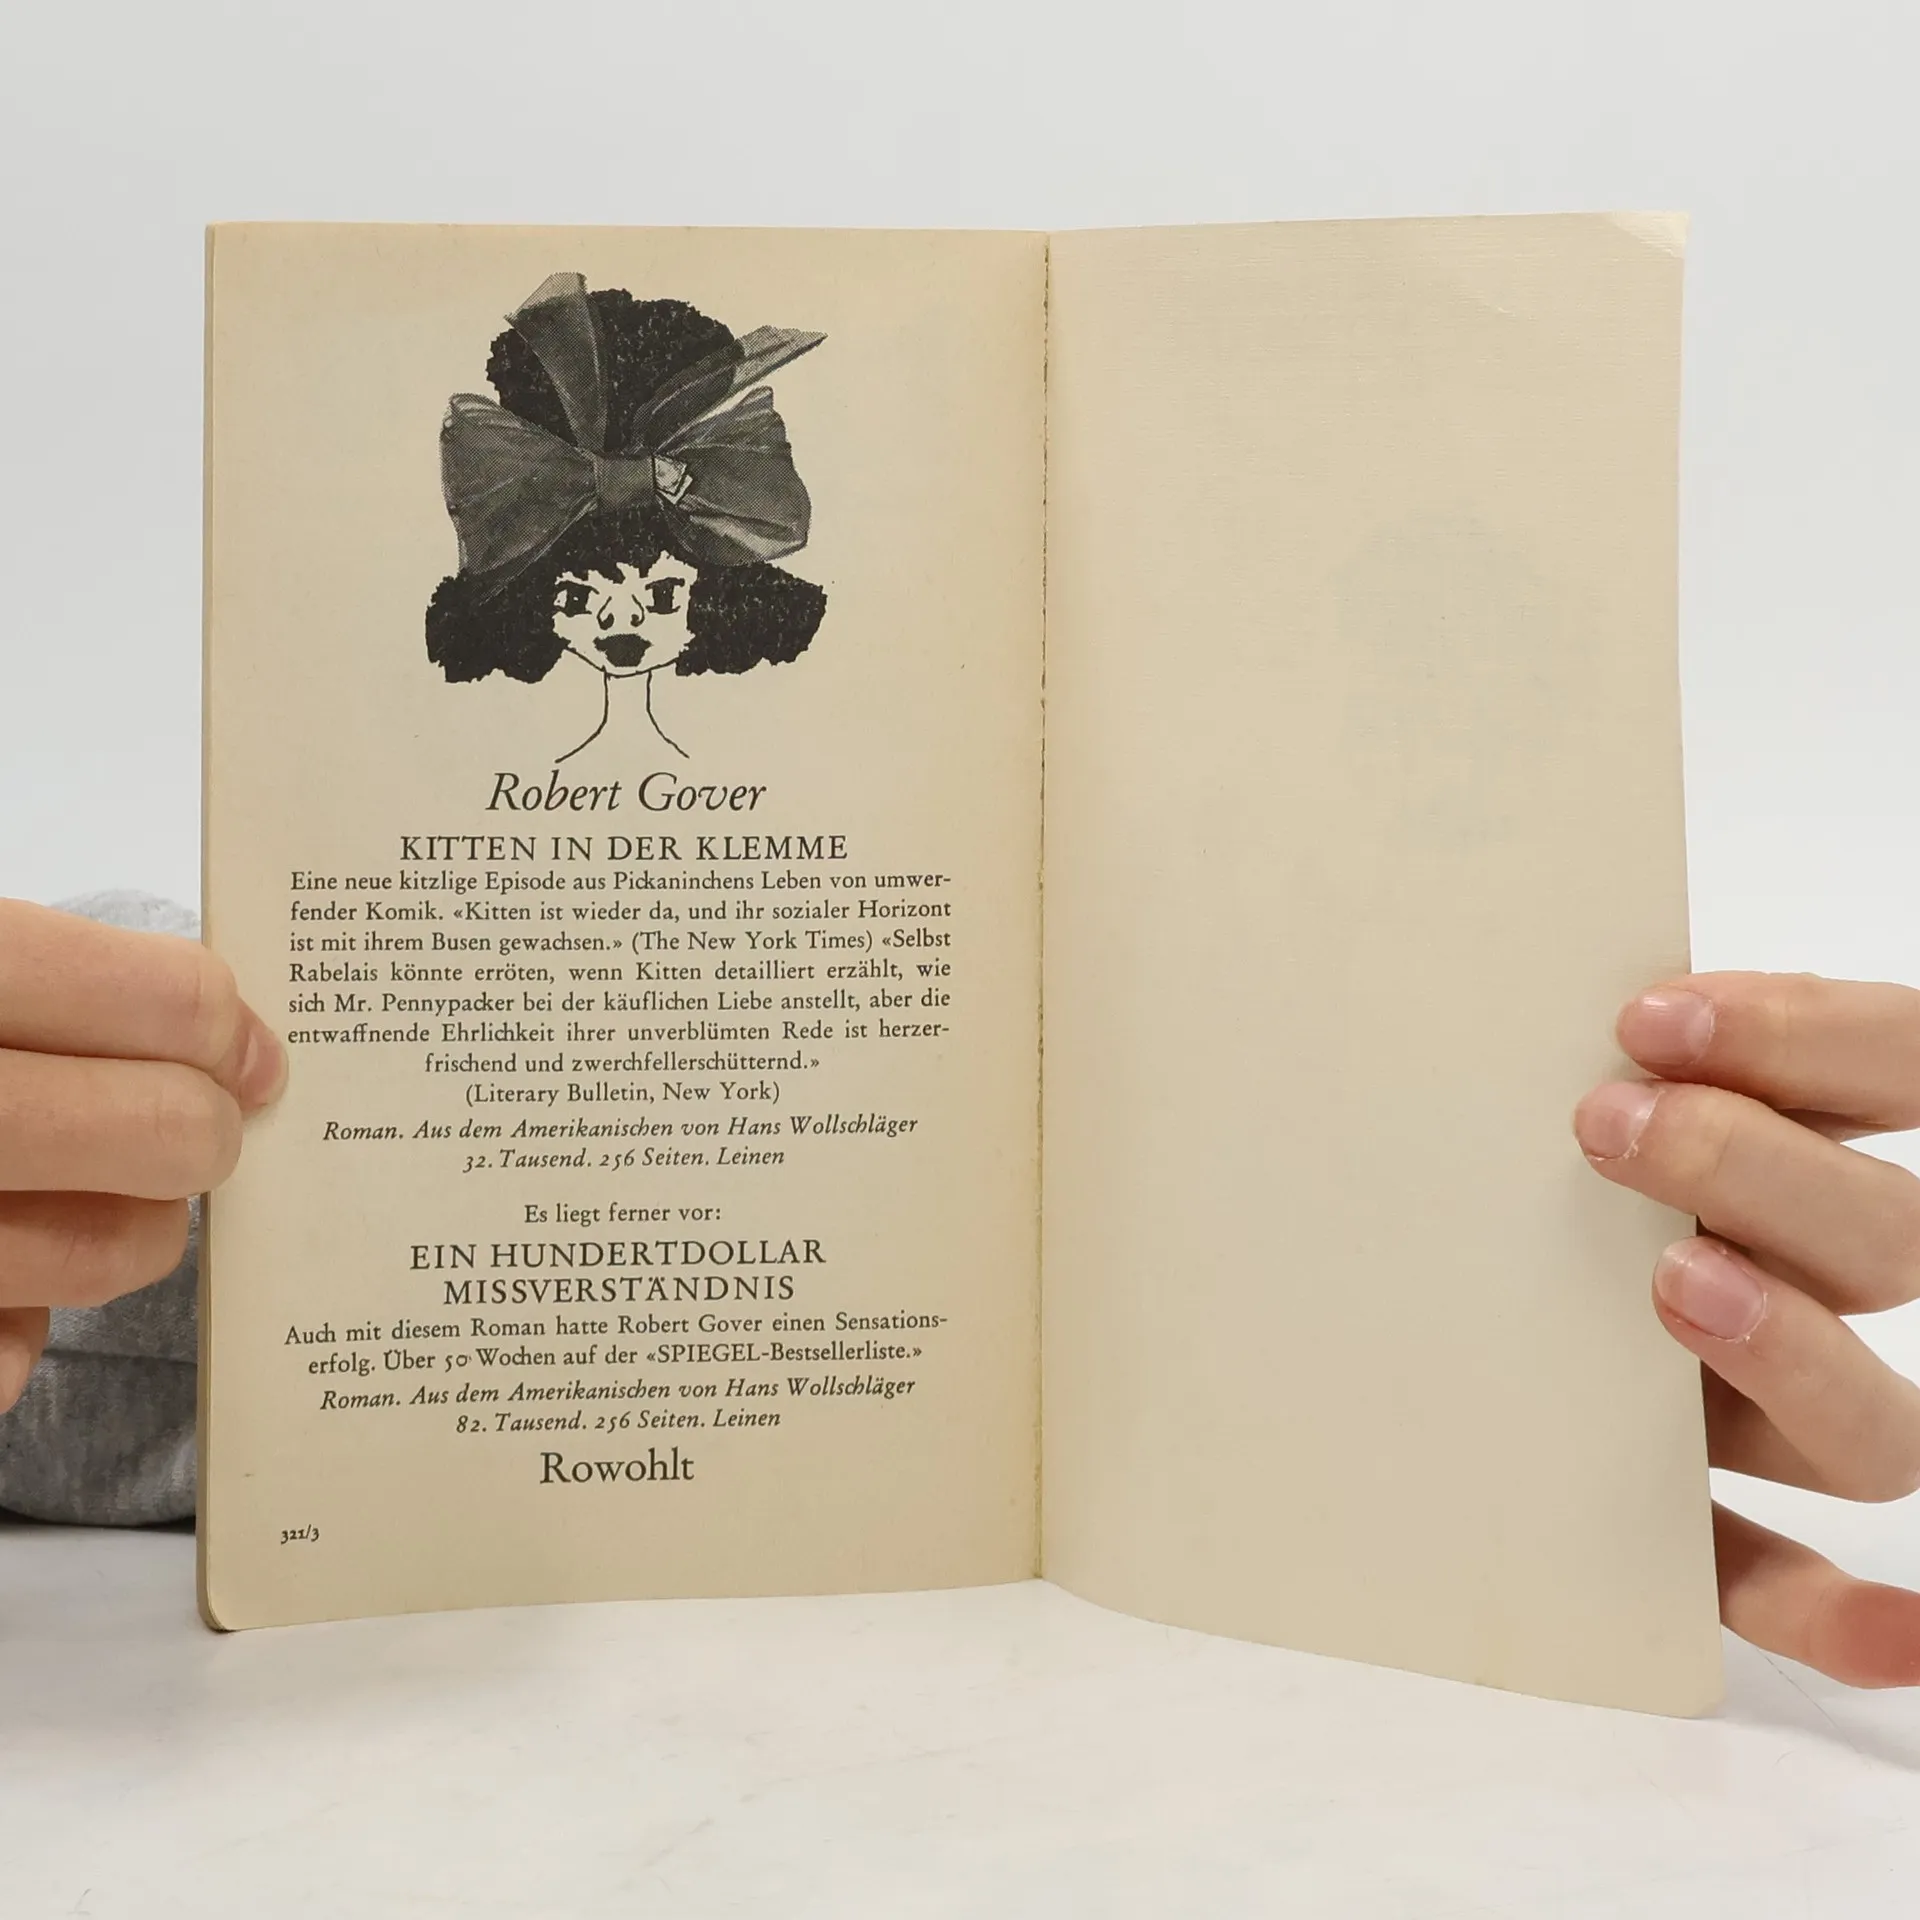 Robert Gover
KITTEN IN DER KLEMME
Eine neue kitzlige Episode aus Pickaninchens Leben von umwer-
fender Komik. «Kitten ist wieder da, und ihr sozialer Horizont
ist mit ihrem Busen gewachsen.» (The New York Times) «Selbst
Rabelais könnte erröten, wenn Kitten detailliert erzählt, wie
sich Mr. Pennypacker bei der käuflichen Liebe anstellt, aber die
entwaffnende Ehrlichkeit ihrer unverblümten Rede ist herzer-
frischend und zwerchfellerschütternd.»
(Literary Bulletin, New York)
Roman. Aus dem Amerikanischen von Hans Wollschläger
32. Tausend. 256 Seiten. Leinen
Es liegt ferner vor:
EIN HUNDERTDOLLAR
MISSVERSTÄNDNIS
Auch mit diesem Roman hatte Robert Gover einen Sensations-
erfolg. Über 50 Wochen auf der «SPIEGEL-Bestsellerliste.»
Roman. Aus dem Amerikanischen von Hans Wollschläger
82. Tausend. 256 Seiten. Leinen
Rowohlt
321/3